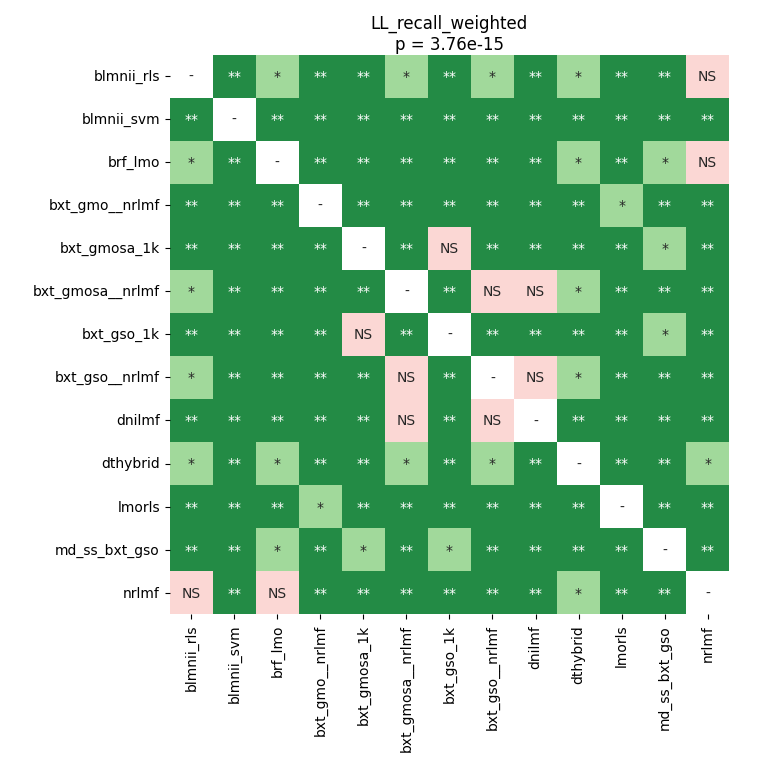 LL_recall_weighted
p = 3.76e-15
blmnii_rls - ** * ** ** * ** * ** * ** ** NS
blmnii_svm ** - ** ** ** ** ** ** ** ** ** ** **
brf_lmo * ** - ** ** ** ** ** ** * ** * NS
bxt_gmo__nrlmf ** ** ** - ** ** ** ** ** ** * ** **
bxt_gmosa_1k ** ** ** ** - ** NS ** ** ** ** * **
bxt_gmosa__nrlmf * ** ** ** ** - ** NS NS * ** ** **
bxt_gso_1k ** ** ** ** NS ** - ** ** ** ** * **
bxt_gso__nrlmf * ** ** ** ** NS ** - NS * ** ** **
dnilmf ** ** ** ** ** NS ** NS - ** ** ** **
dthybrid * ** * ** ** * ** * ** - ** ** *
lmorls ** ** ** * ** ** ** ** ** ** - ** **
md_ss_bxt_gso ** ** * ** * ** * ** ** ** ** - **
nrlmf NS ** NS ** ** ** ** ** ** * ** ** -
blmnii_rls
blmnii_svm
brf_lmo
bxt_gmo__nrlmf
bxt_gmosa_1k
bxt_gmosa__nrlmf
bxt_gso_1k
bxt_gso__nrlmf
dnilmf
dthybrid
lmorls
md_ss_bxt_gso
nrlmf